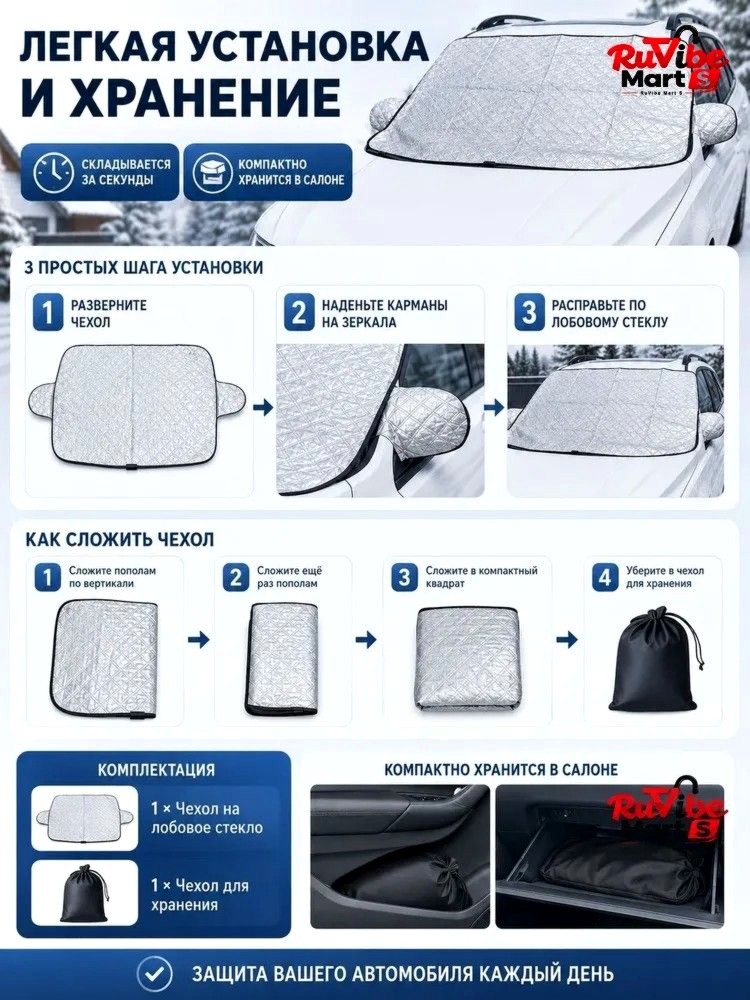 ЛЕГКАЯ УСТАНОВКА
И ХРАНЕНИЕ
RuVibe
Mart S
RuVibe Mart S
СКЛАДЫВАЕТСЯ
ЗА СЕКУНДЫ
КОМПАКТНО
ХРАНИТСЯ В САЛОНЕ
3 ПРОСТЫХ ШАГА УСТАНОВКИ
1 РАЗВЕРНИТЕ
ЧЕХОЛ
2 НАДЕНЬТЕ КАРМАНЫ
НА ЗЕРКАЛА
3 РАСПРАВЬТЕ ПО
ЛОБОВОМУ СТЕКЛУ
КАК СЛОЖИТЬ ЧЕХОЛ
1 Сложите пополам
по вертикали
2 Сложите ещё
раз пополам
3 Сложите в компактный
квадрат
4 Уберите в чехол
для хранения
КОМПЛЕКТАЦИЯ
1 × Чехол на
лобовое стекло
1 × Чехол для
хранения
КОМПАКТНО ХРАНИТСЯ В САЛОНЕ
RuVibe
Mart S
ЗАЩИТА ВАШЕГО АВТОМОБИЛЯ КАЖДЫЙ ДЕНЬ